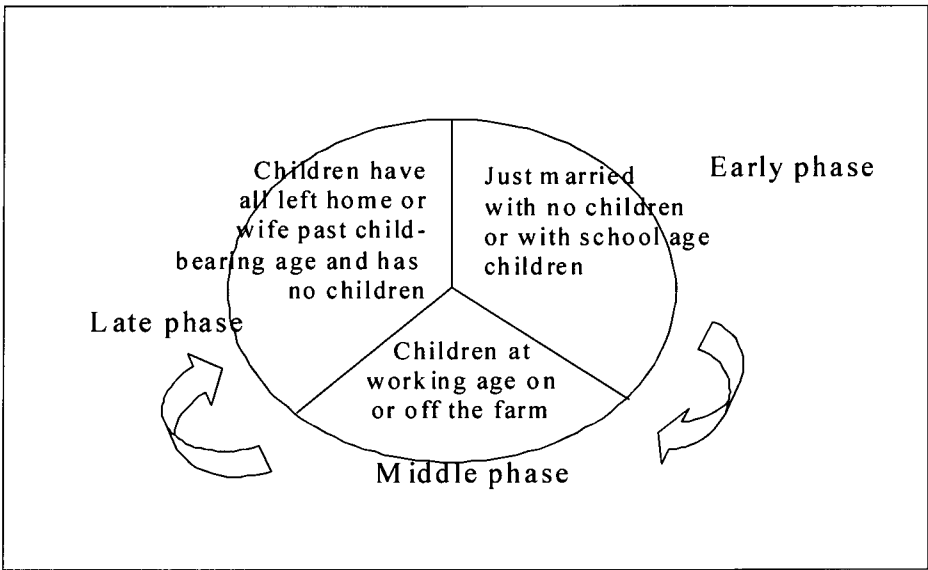 Children have
all left home or
wife past child-
bearing age and has
no children
Just married
with no children
or with school age
children
Early phase
Late phase
Children at
working age on
or off the farm
Middle phase